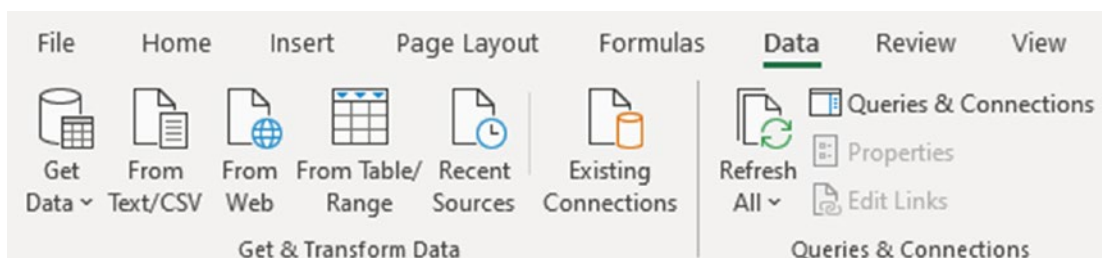 File Home Insert Page Layout Formulas Data Review View
Get Data
From Text/CSV
From Web
From Table/ Range
Recent Sources
Existing Connections
Get & Transform Data
Refresh All
Queries & Connections
Properties
Edit Links
Queries & Connections